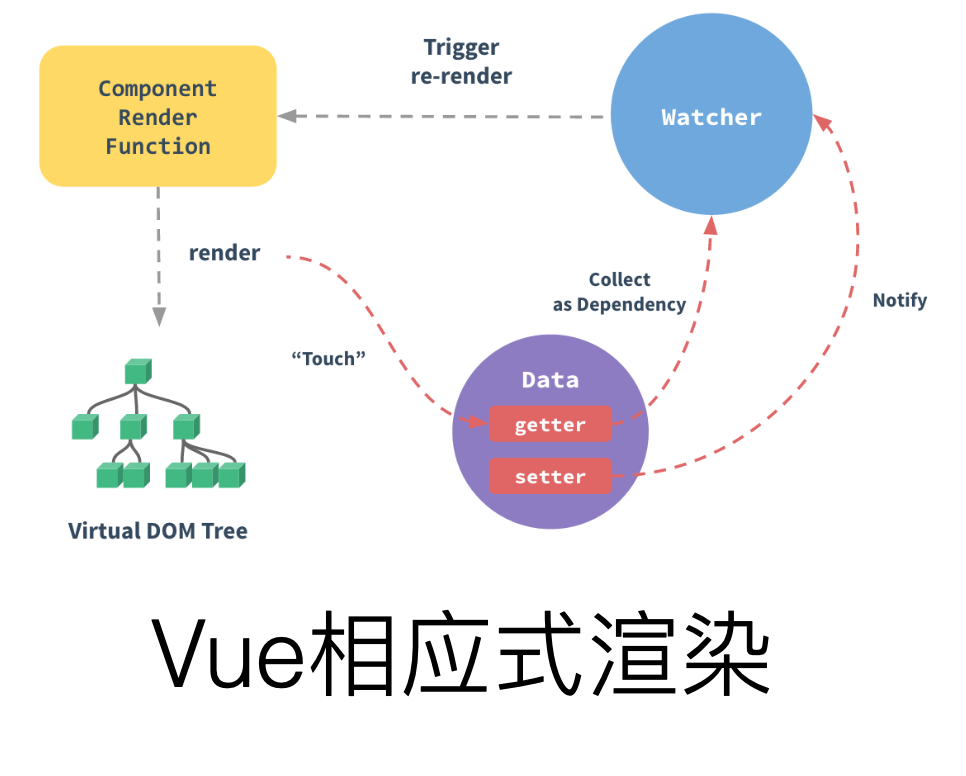 Trigger
re-render
Component
Render
Function
Watcher
render
Collect
as Dependency
Notify
“Touch”
Data
getter
setter
Virtual DOM Tree
Vue相应式渲染